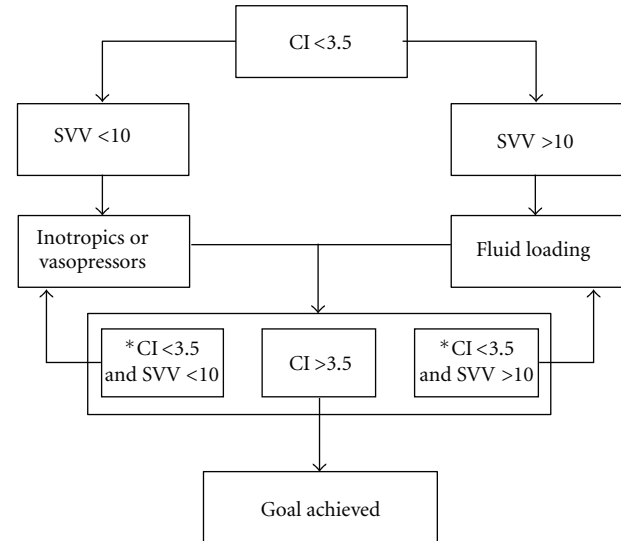 CI <3.5
SVV <10
SVV >10
Inotropics or
vasopressors
Fluid loading
*CI <3.5
and SVV <10
CI >3.5
*CI <3.5
and SVV >10
Goal achieved